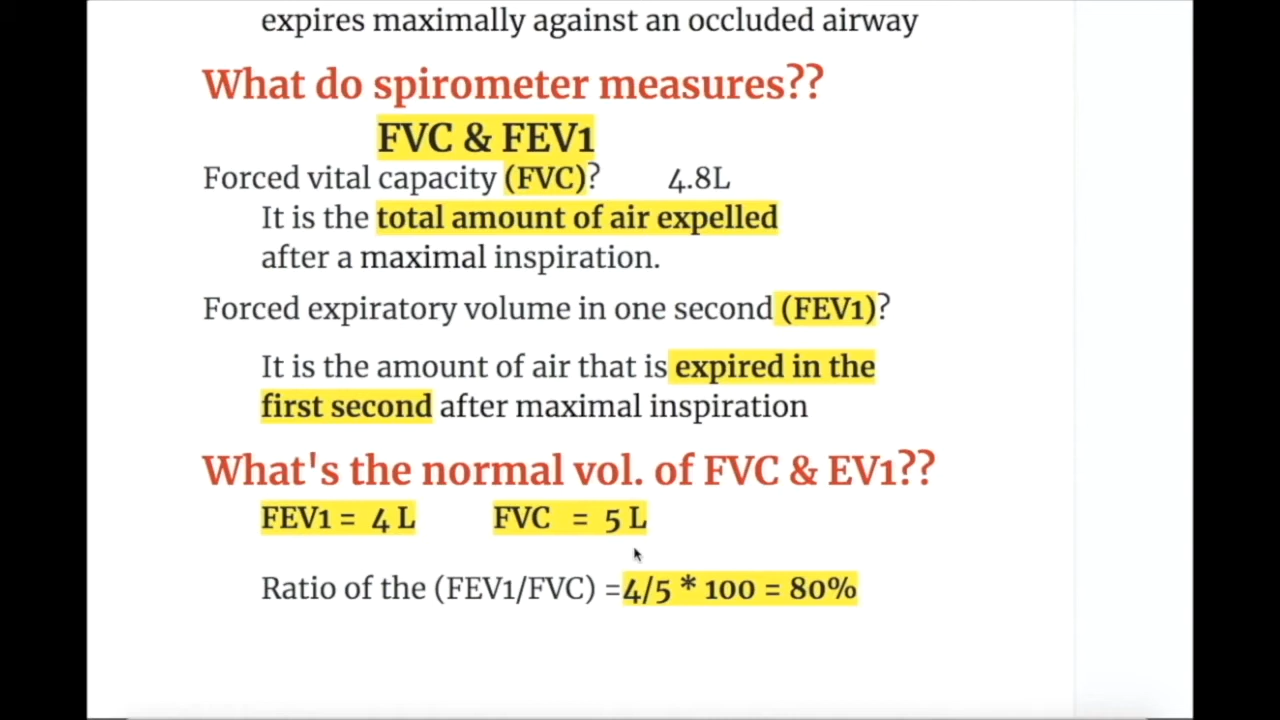 expires maximally against an occluded airway
What do spirometer measures??
FVC & FEV1
Forced vital capacity (FVC)? 4.8L
It is the total amount of air expelled
after a maximal inspiration.
Forced expiratory volume in one second (FEV1)?
It is the amount of air that is expired in the
first second after maximal inspiration
What's the normal vol. of FVC & EV1??
FEV1 = 4 L FVC = 5 L
Ratio of the (FEV1/FVC) =4/5 * 100 = 80%